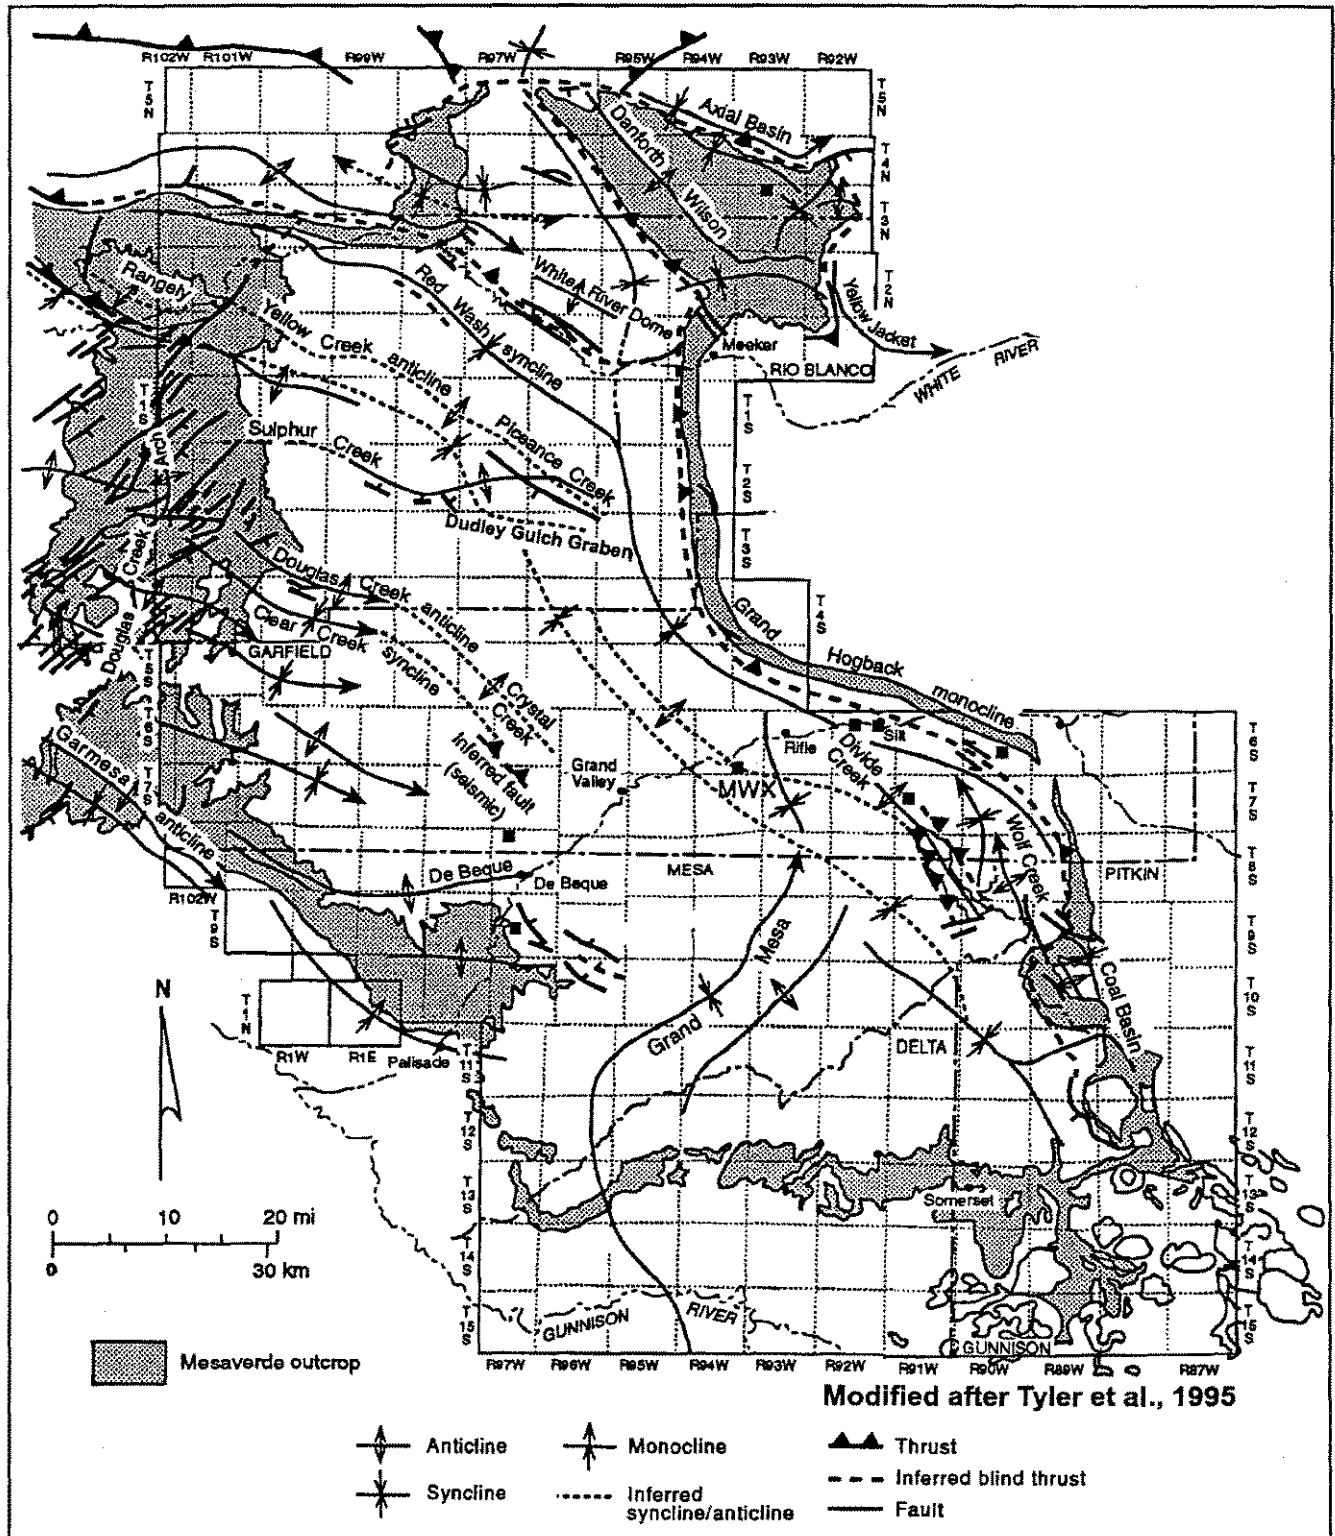 R102W R101W R99W R97W R95W R94W R93W R92W
T5N
T5N
Axial Basin
Danforth
T4N
Wilson
T3N
Rangely
White River Dome
T2N
Red Wash syncline
Yellow Jacket
Yellow Creek anticline
Meeker
RIO BLANCO
WHITE RIVER
T1S
T1S
Sulphur Creek
Piceance Creek
Arch
T2S
Dudley Gulch Graben
T3S
Creek
Douglas Creek anticline
Grand Hogback monocline
T4S
Clear Creek syncline
GARFIELD
Douglas
T5S
Crystal Creek
T6S
T6S
Garmesa anticline
Inferred fault (seismic)
Rifle
Silt
Divide Creek
Grand Valley
MWX
T7S
T7S
Wolf Creek
T8S
De Beque
De Beque
MESA
PITKIN
R102W
T9S
T9S
Mesa
Coal Basin
N
T1N
T10S
Grand
DELTA
R1W R1E
Palisade
T11S
T11S
T12S
T12S
T13S
T13S
Somerset
0 10 20 mi
0 30 km
T14S
T14S
T15S
T15S
GUNNISON RIVER
GUNNISON
R97W R96W R95W R94W R93W R92W R91W R90W R89W R87W
Mesaverde outcrop
Modified after Tyler et al., 1995
Anticline
Monocline
Thrust
Syncline
Inferred syncline/anticline
Inferred blind thrust
Fault